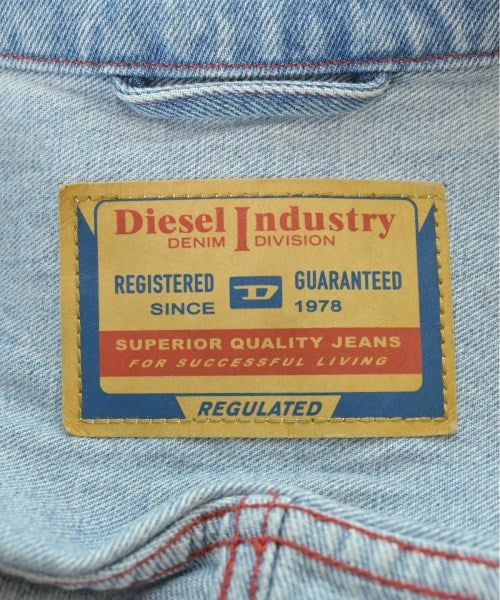 Diesel Industry
DENIM DIVISION
REGISTERED GUARANTEED
SINCE D 1978
SUPERIOR QUALITY JEANS
FOR SUCCESSFUL LIVING
REGULATED